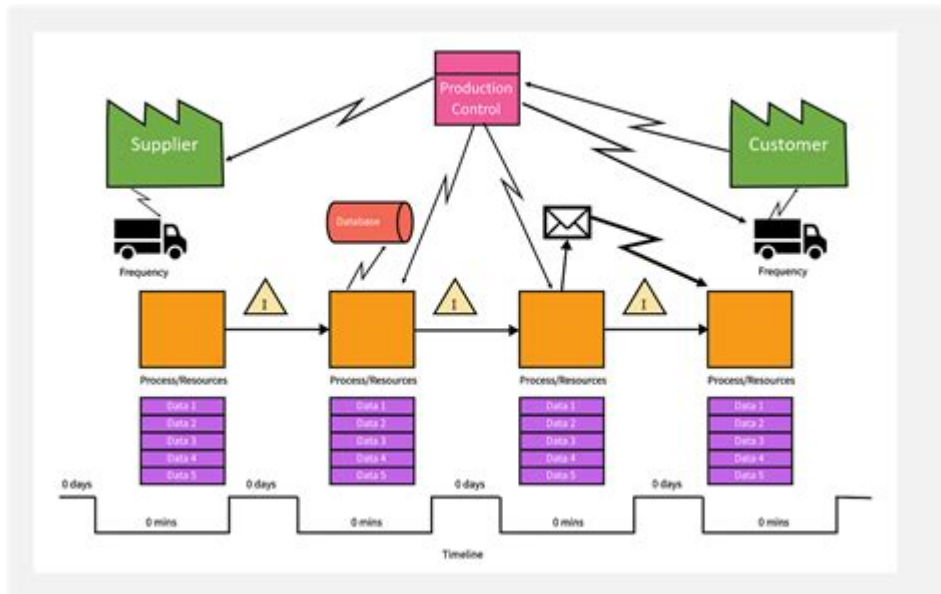 Production
Control
Supplier
Customer
Database
Frequency
Frequency
I
I
I
Process/Resources
Process/Resources
Process/Resources
Process/Resources
Data 1
Data 2
Data 3
Data 4
Data 5
Data 1
Data 2
Data 3
Data 4
Data 5
Data 1
Data 2
Data 3
Data 4
Data 5
Data 1
Data 2
Data 3
Data 4
Data 5
0 days
0 days
0 days
0 days
0 mins
0 mins
0 mins
0 mins
Timeline